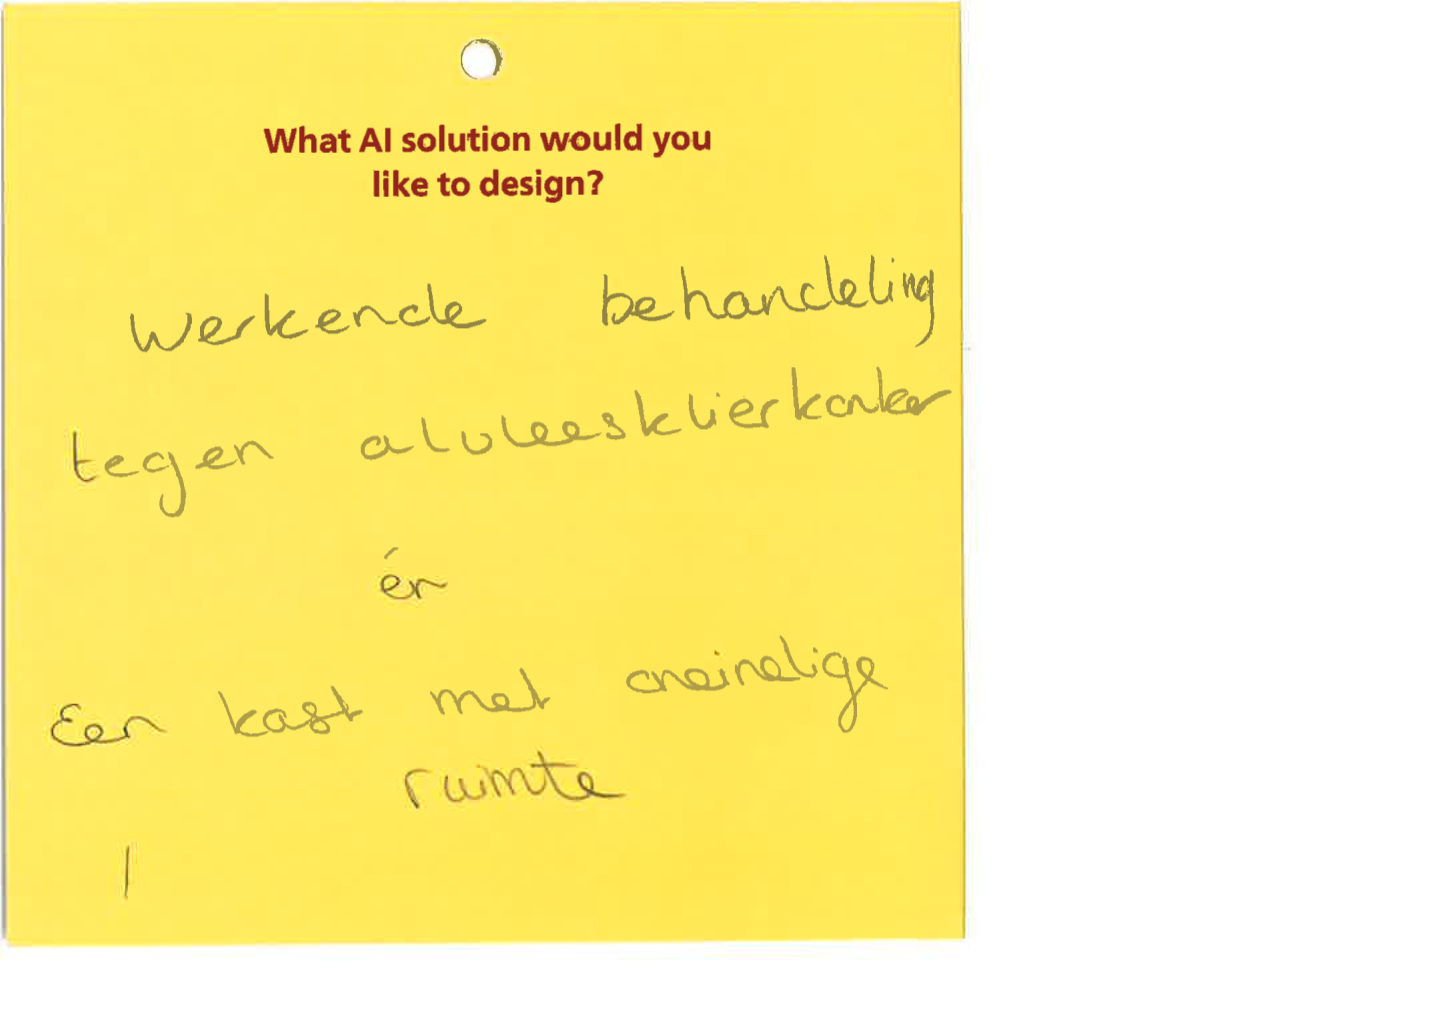 What AI solution would you
like to design?
Werkende behandeling
tegen alvleesklierkanker
én
Een kast met oneindige
ruimte